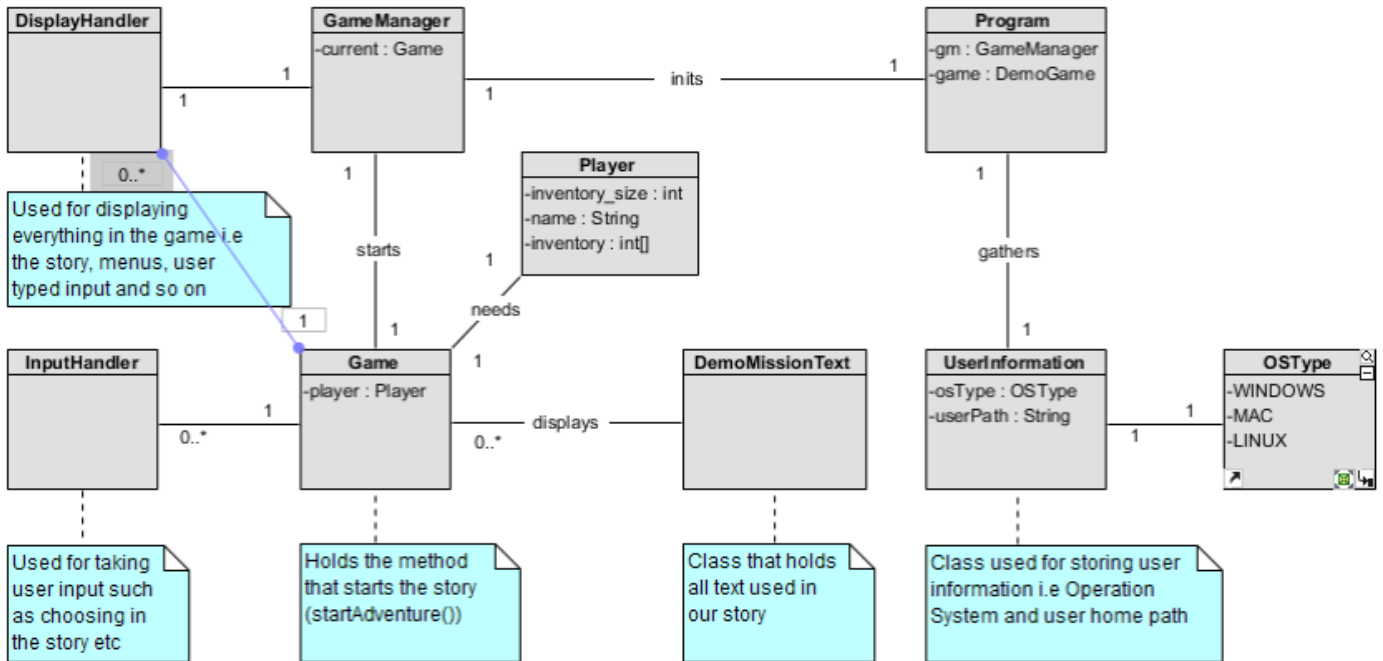 DisplayHandler
GameManager
-current : Game
Program
-gm : GameManager
-game : DemoGame
1
1
1
inits
1
0..*
Used for displaying
everything in the game i.e
the story, menus, user
typed input and so on
1
starts
1
Player
-inventory_size : int
-name : String
-inventory : int[]
1
needs
1
1
gathers
1
1
InputHandler
Game
-player : Player
DemoMissionText
UserInformation
-osType : OSType
-userPath : String
OSType
-WINDOWS
-MAC
-LINUX
1
0..*
displays
0..*
1
1
Used for taking
user input such
as choosing in
the story etc
Holds the method
that starts the story
(startAdventure())
Class that holds
all text used in
our story
Class used for storing user
information i.e Operation
System and user home path